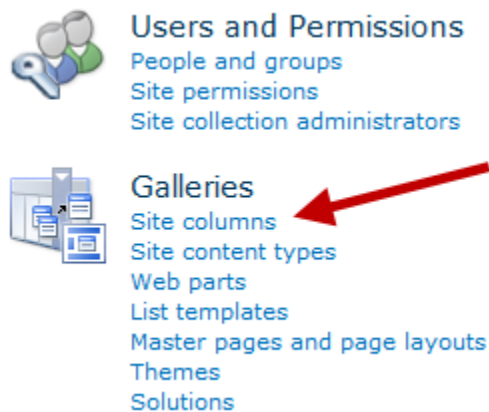 Users and Permissions
People and groups
Site permissions
Site collection administrators
Galleries
Site columns
Site content types
Web parts
List templates
Master pages and page layouts
Themes
Solutions